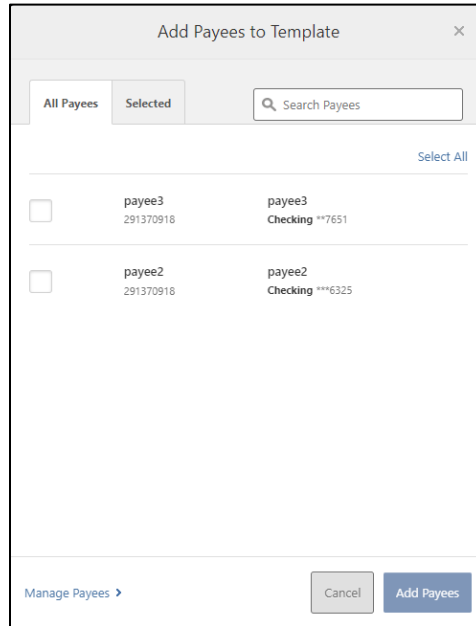 Add Payees to Template
All Payees
Selected
Search Payees
Select All
payee3
payee3
291370918
Checking **7651
payee2
payee2
291370918
Checking ***6325
Manage Payees
Cancel
Add Payees